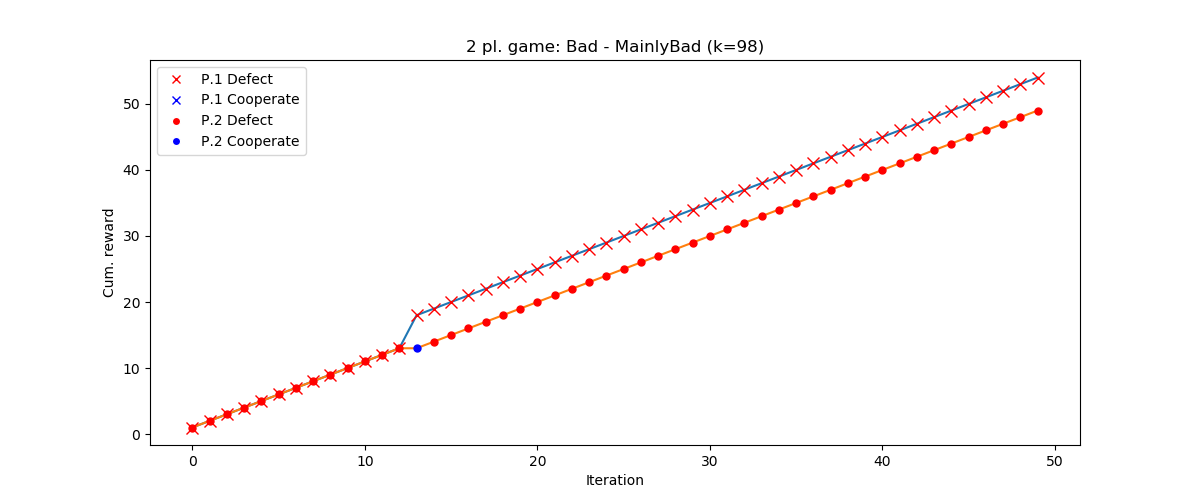 2 pl. game: Bad - MainlyBad (k=98)
P.1 Defect
P.1 Cooperate
P.2 Defect
P.2 Cooperate
Cum. reward
50
40
30
20
10
0
0 10 20 30 40 50
Iteration